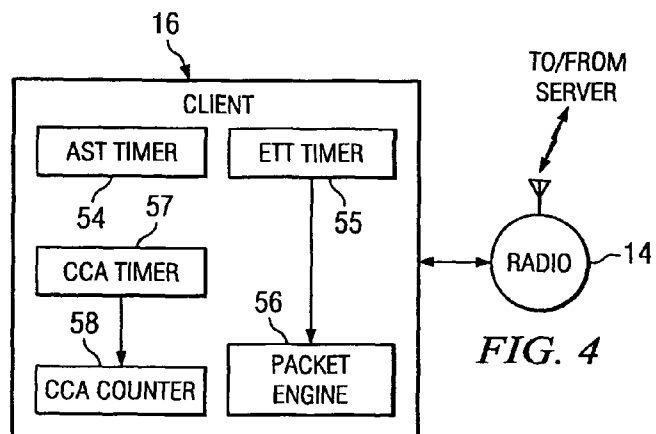 16
TO/FROM
SERVER
CLIENT
AST TIMER
ETT TIMER
54
57
55
CCA TIMER
RADIO
14
58
56
CCA COUNTER
PACKET
ENGINE
FIG. 4